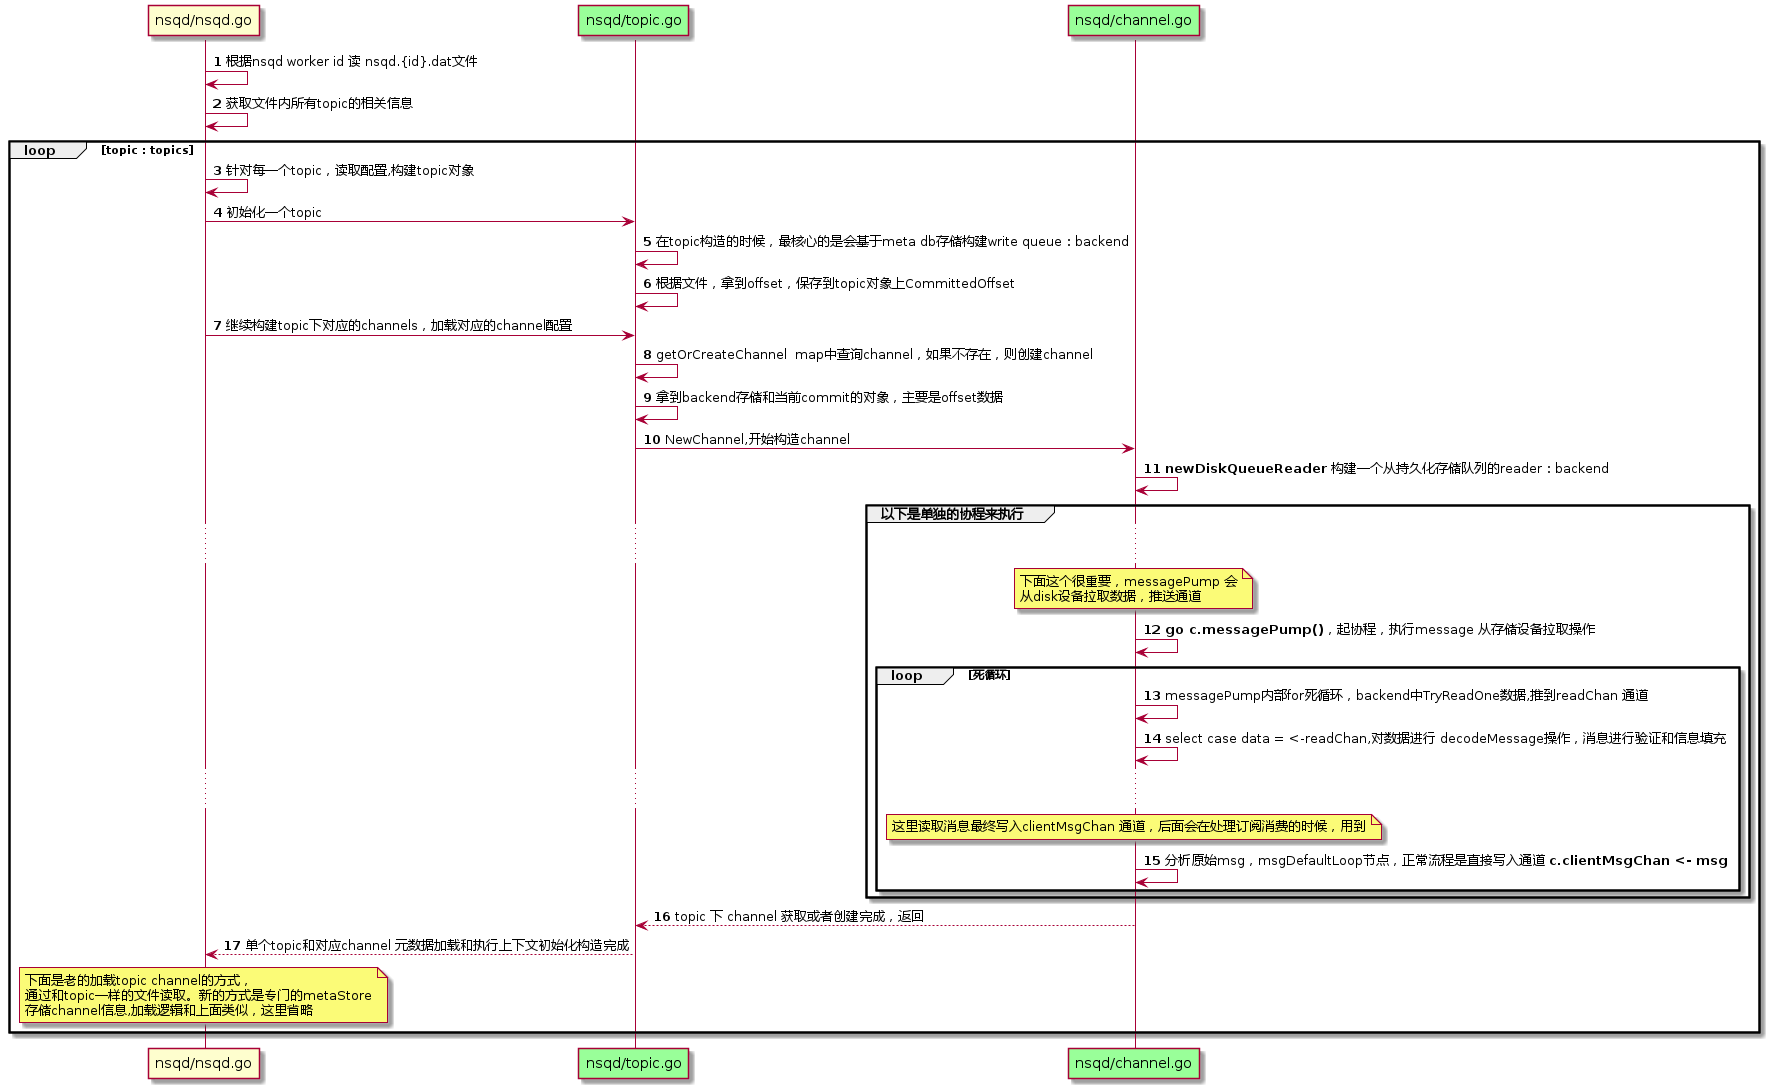 nsqd/nsqd.go
nsqd/topic.go
nsqd/channel.go
1 根据nsqd worker id 读 nsqd.{id}.dat文件
2 获取文件内所有topic的相关信息
loop [topic : topics]
3 针对每一个topic，读取配置,构建topic对象
4 初始化一个topic
5 在topic构造的时候，最核心的是会基于meta db存储构建write queue：backend
6 根据文件，拿到offset，保存到topic对象上CommittedOffset
7 继续构建topic下对应的channels，加载对应的channel配置
8 getOrCreateChannel  map中查询channel，如果不存在，则创建channel
9 拿到backend存储和当前commit的对象，主要是offset数据
10 NewChannel,开始构造channel
11 newDiskQueueReader 构建一个从持久化存储队列的reader：backend
以下是单独的协程来执行
下面这个很重要，messagePump 会
从disk设备拉取数据，推送通道
12 go c.messagePump()，起协程，执行message 从存储设备拉取操作
loop [死循环]
13 messagePump内部for死循环，backend中TryReadOne数据,推到readChan 通道
14 select case data = <-readChan,对数据进行 decodeMessage操作，消息进行验证和信息填充
这里读取消息最终写入clientMsgChan 通道，后面会在处理订阅消费的时候，用到
15 分析原始msg，msgDefaultLoop节点，正常流程是直接写入通道 c.clientMsgChan <- msg
16 topic 下 channel 获取或者创建完成，返回
17 单个topic和对应channel 元数据加载和执行上下文初始化构造完成
下面是老的加载topic channel的方式，
通过和topic一样的文件读取。新的方式是专门的metaStore
存储channel信息,加载逻辑和上面类似，这里省略
nsqd/nsqd.go
nsqd/topic.go
nsqd/channel.go